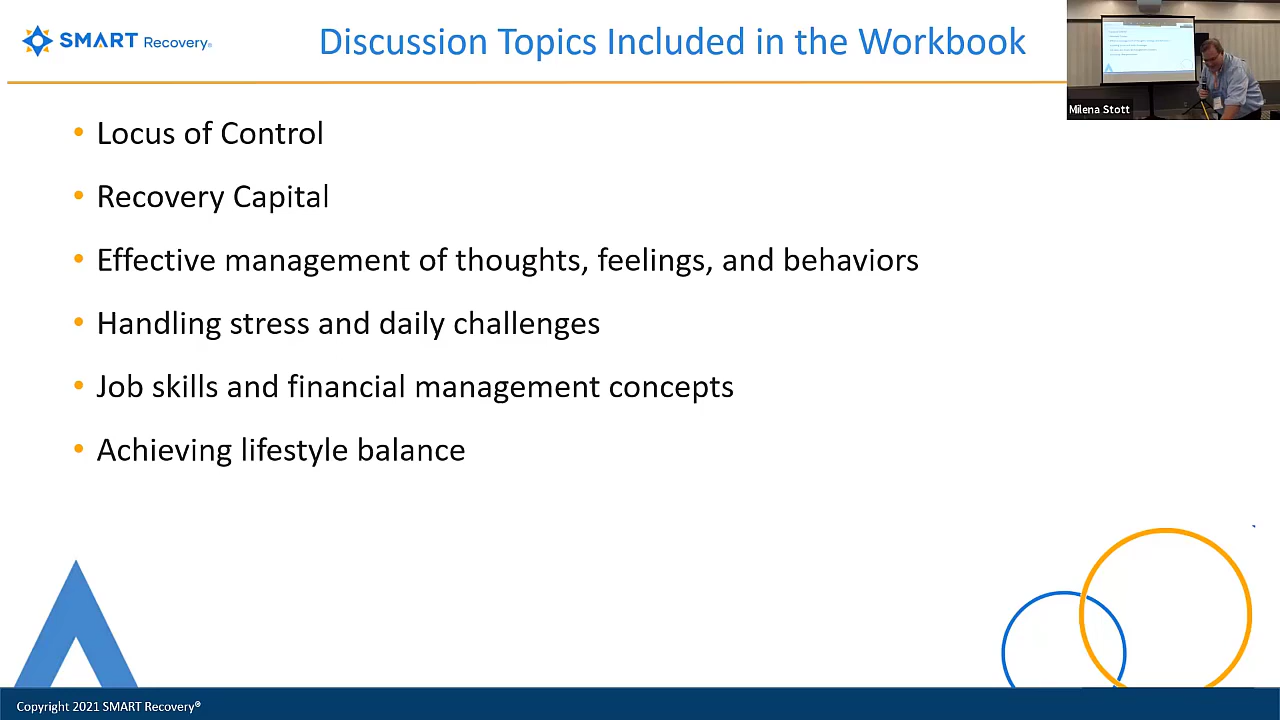 SMART Recovery®
Discussion Topics Included in the Workbook
Milena Stott
• Locus of Control
• Recovery Capital
• Effective management of thoughts, feelings, and behaviors
• Handling stress and daily challenges
• Job skills and financial management concepts
• Achieving lifestyle balance
Copyright 2021 SMART Recovery®